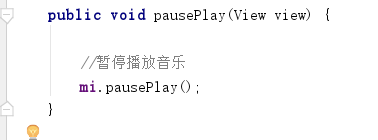 public void pausePlay(View view) {
//暂停播放音乐
mi.pausePlay();
}